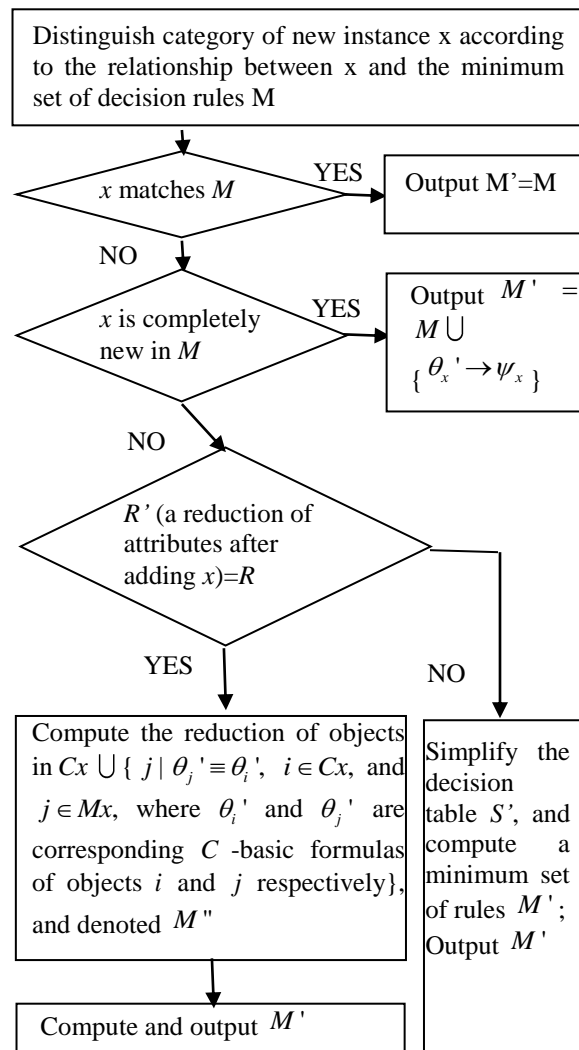 Distinguish category of new instance x according
to the relationship between x and the minimum
set of decision rules M
x matches M
YES
Output M’=M
NO
x is completely
new in M
YES
Output M ' =
M ∪
{ θx ' → ψx }
NO
R’ (a reduction of
attributes after
adding x)=R
YES
NO
Compute the reduction of objects
in Cx ∪ { j | θj ' ≡ θi ', i ∈ Cx, and
j ∈ Mx, where θi ' and θj ' are
corresponding C -basic formulas
of objects i and j respectively},
and denoted M "
Simplify the
decision
table S’, and
compute a
minimum set
of rules M ' ;
Output M '
Compute and output M '